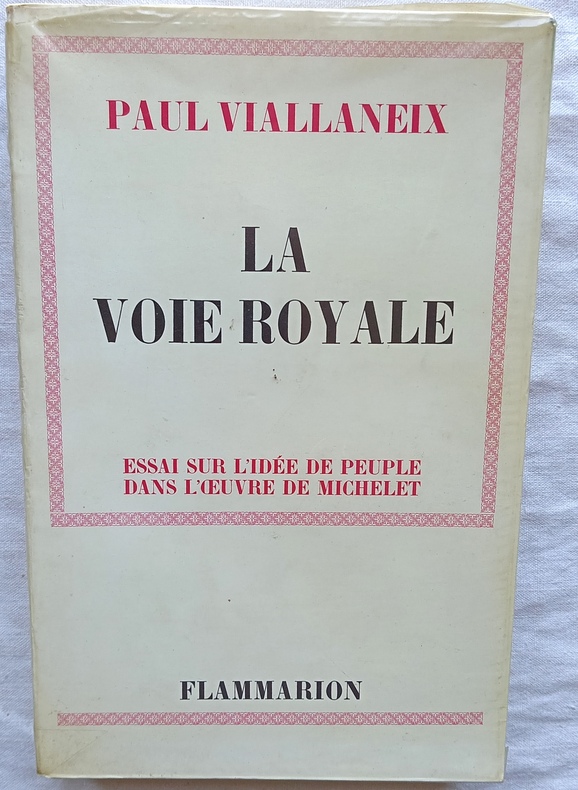 PAUL VIALLANEIX
LA
VOIE ROYALE
ESSAI SUR L'IDÉE DE PEUPLE
DANS L'ŒUVRE DE MICHELET
FLAMMARION